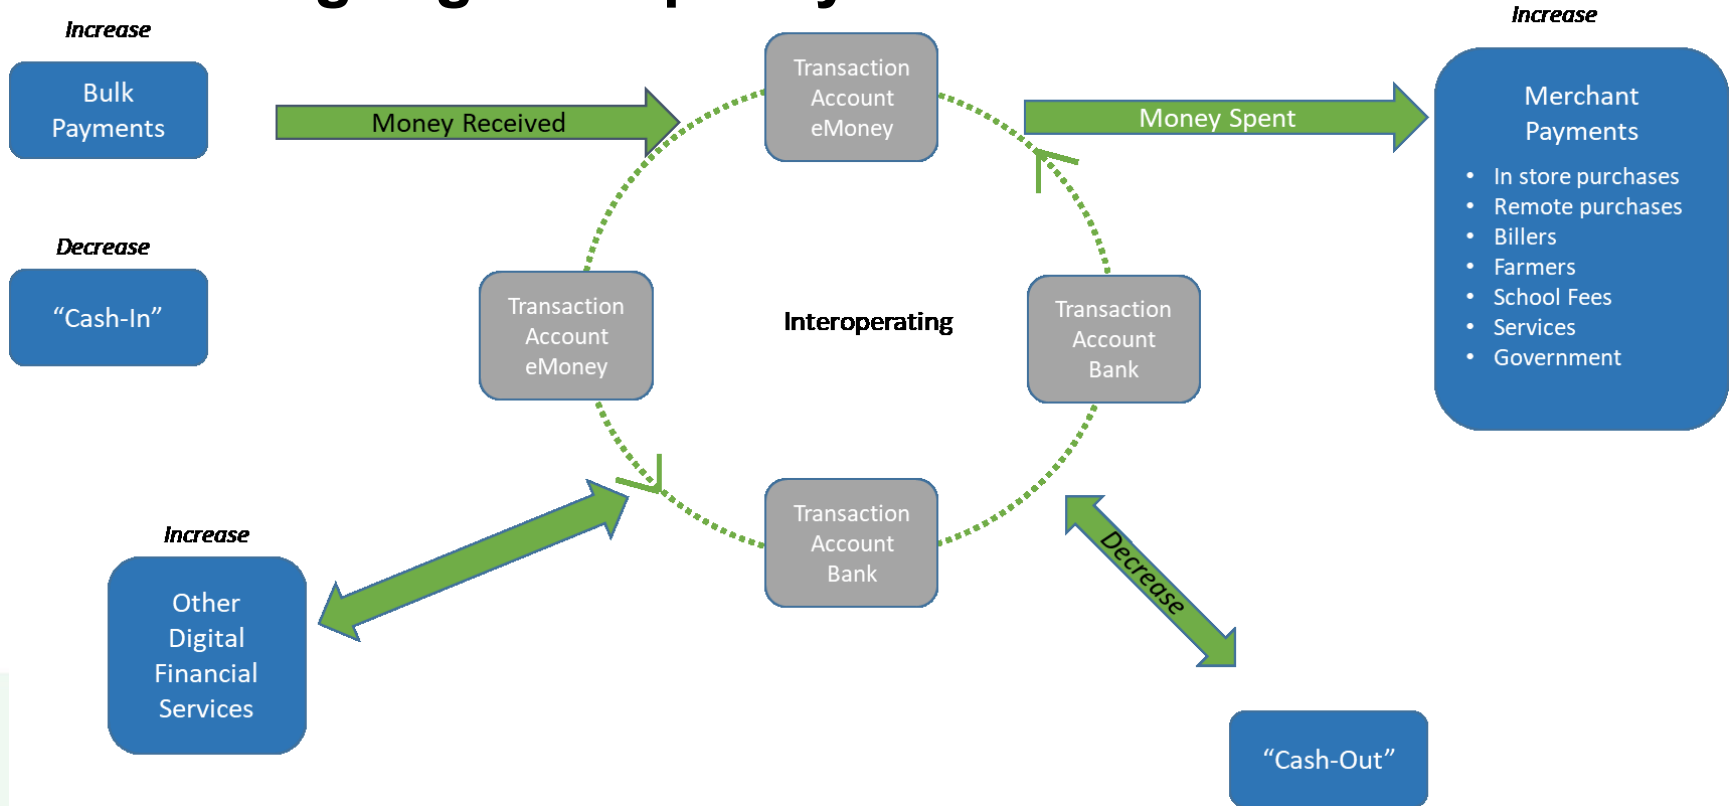 Increase
Bulk
Payments
Money Received
Transaction
Account
eMoney
Money Spent
Increase
Merchant
Payments
• In store purchases
• Remote purchases
• Billers
• Farmers
• School Fees
• Services
• Government
Decrease
“Cash-In”
Transaction
Account
eMoney
Interoperating
Transaction
Account
Bank
Transaction
Account
Bank
Increase
Other
Digital
Financial
Services
Decrease
“Cash-Out”